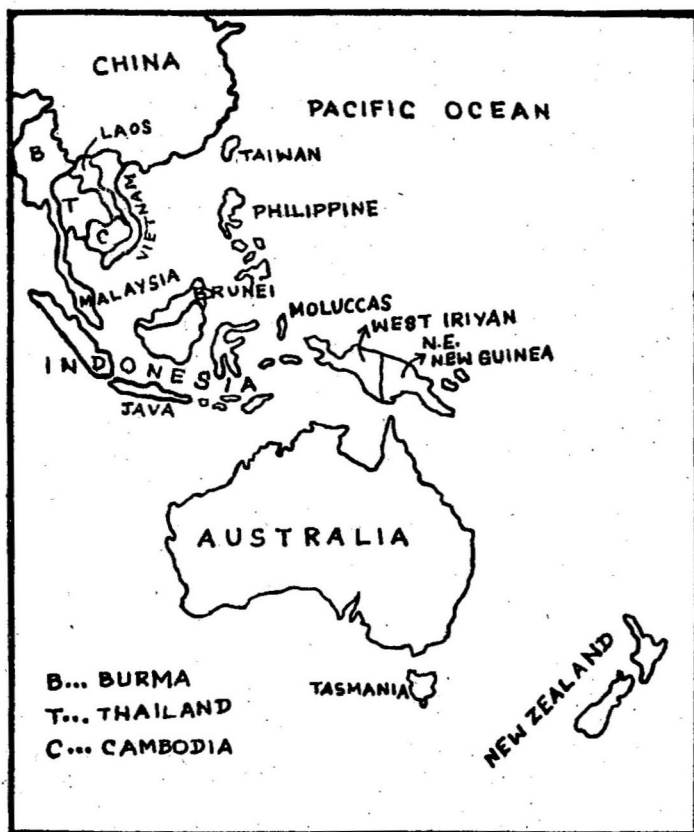 CHINA
PACIFIC OCEAN
LAOS
B
TAIWAN
T
VIETNAM
PHILIPPINE
C
MALAYSIA
BRUNEI
MOLUCCAS
WEST IRIYAN
N.E.
NEW GUINEA
INDONESIA
JAVA
AUSTRALIA
B... BURMA
TASMANIA
T... THAILAND
C... CAMBODIA
NEW ZEALAND